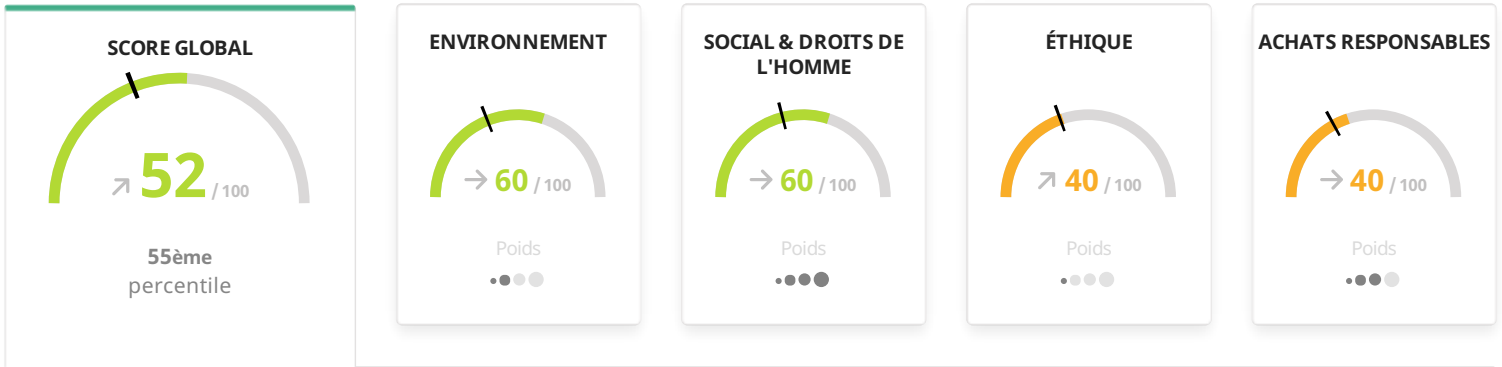 SCORE GLOBAL
52 / 100
55ème
percentile
ENVIRONNEMENT
60 / 100
Poids
SOCIAL & DROITS DE
L'HOMME
60 / 100
Poids
ÉTHIQUE
40 / 100
Poids
ACHATS RESPONSABLES
40 / 100
Poids